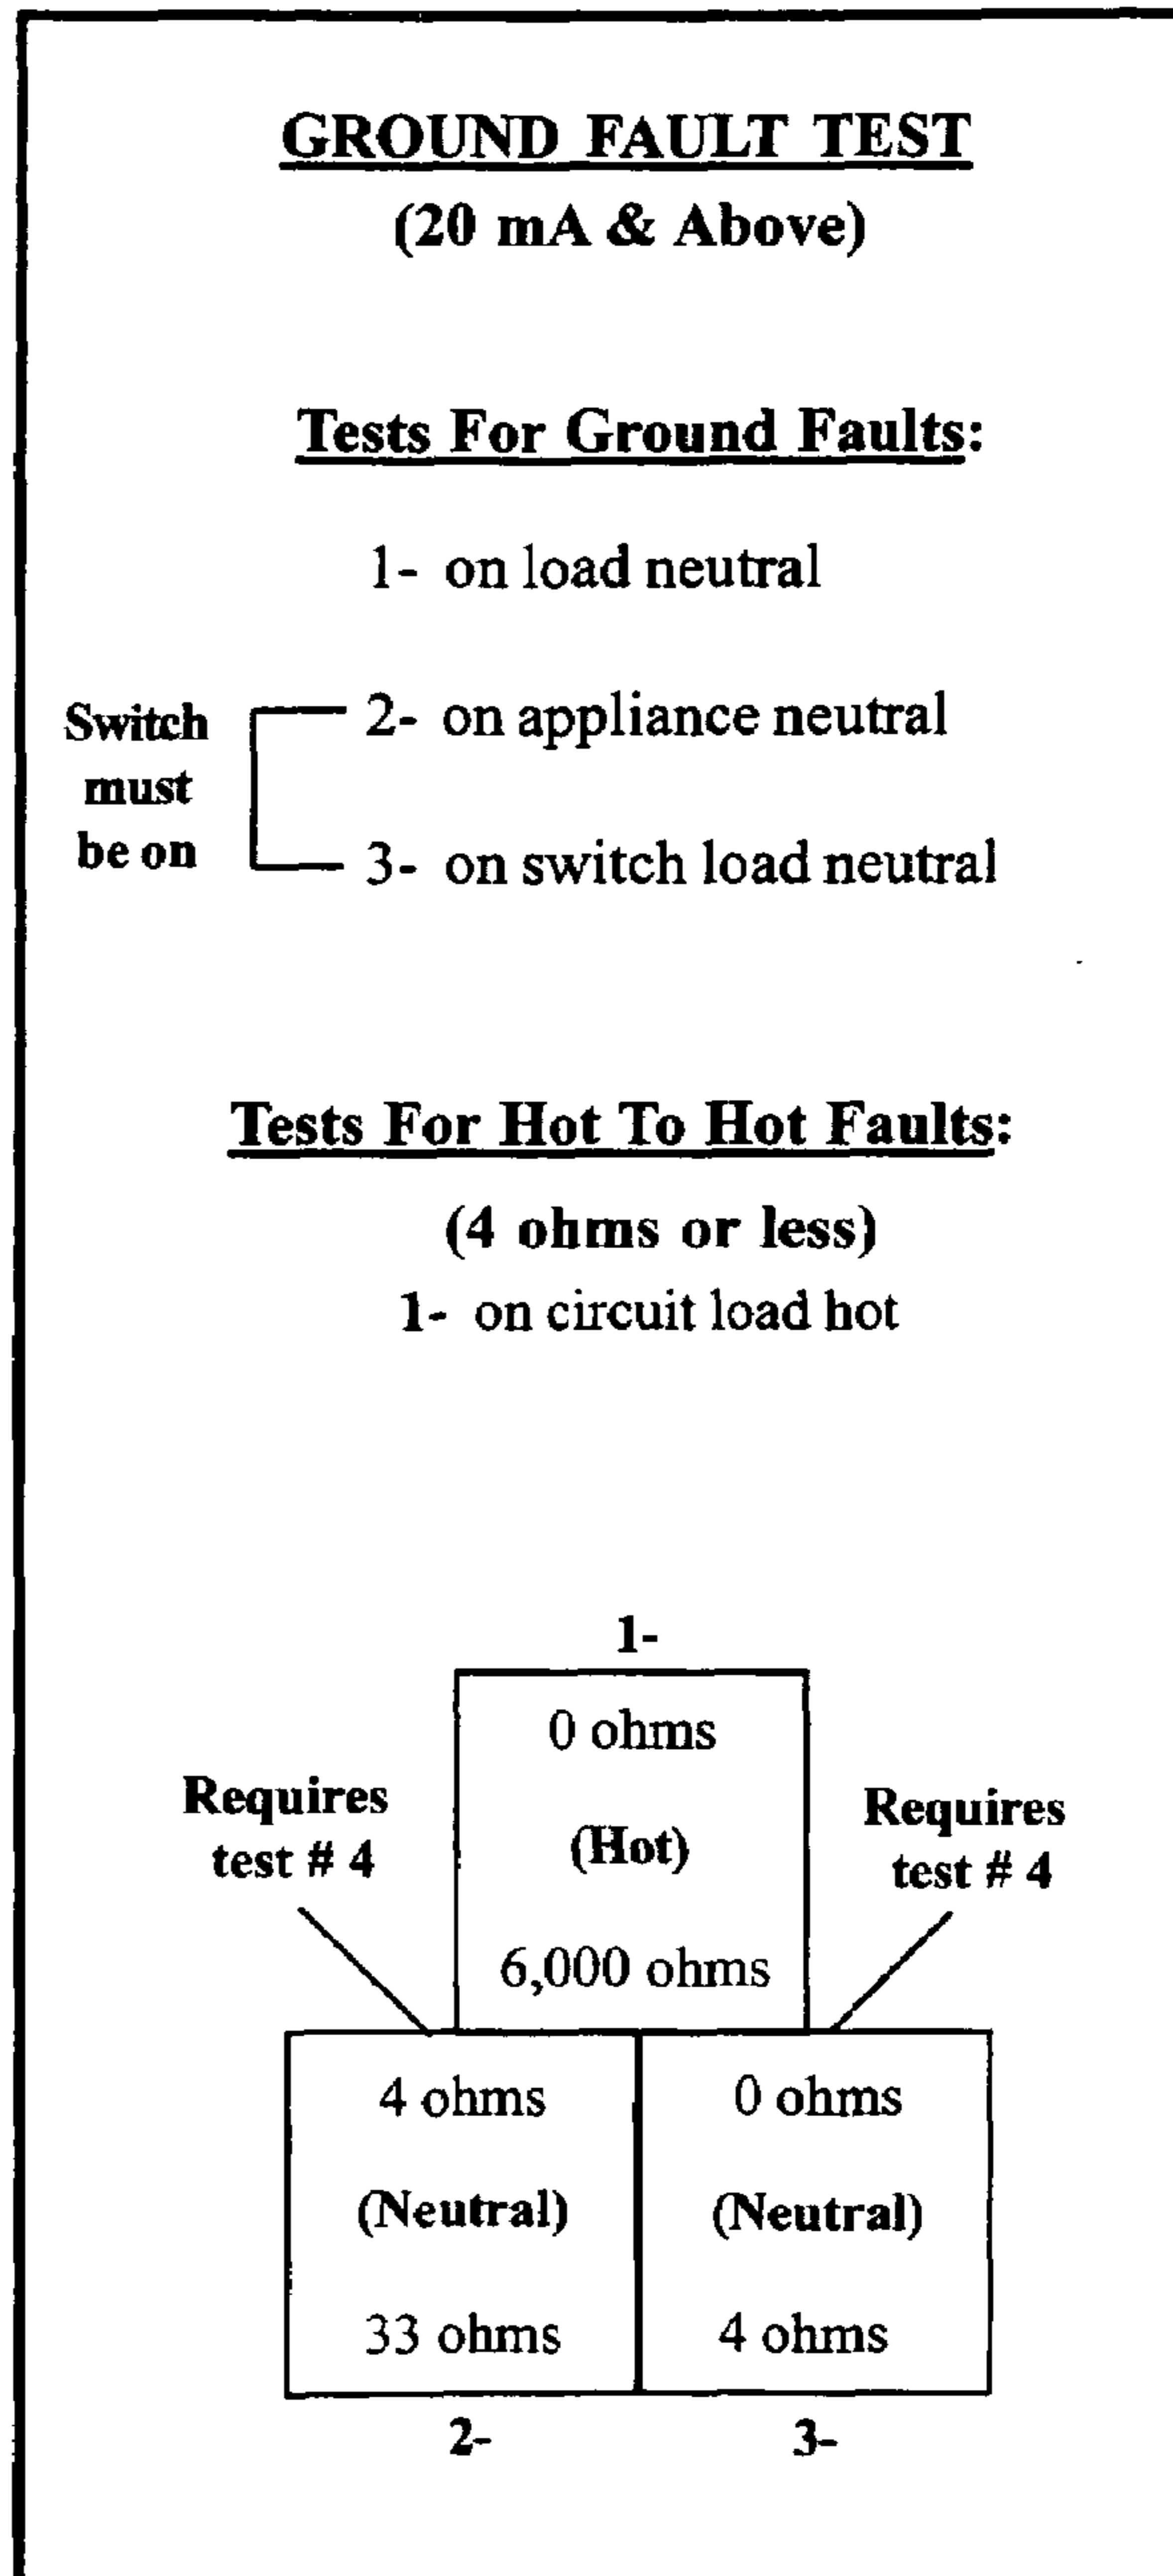 GROUND FAULT TEST
(20 mA & Above)
Tests For Ground Faults:
1- on load neutral
Switch
must
be on
2- on appliance neutral
3- on switch load neutral
Tests For Hot To Hot Faults:
(4 ohms or less)
1- on circuit load hot
1-
0 ohms
(Hot)
6,000 ohms
Requires
test # 4
Requires
test # 4
4 ohms
(Neutral)
33 ohms
0 ohms
(Neutral)
4 ohms
2-
3-